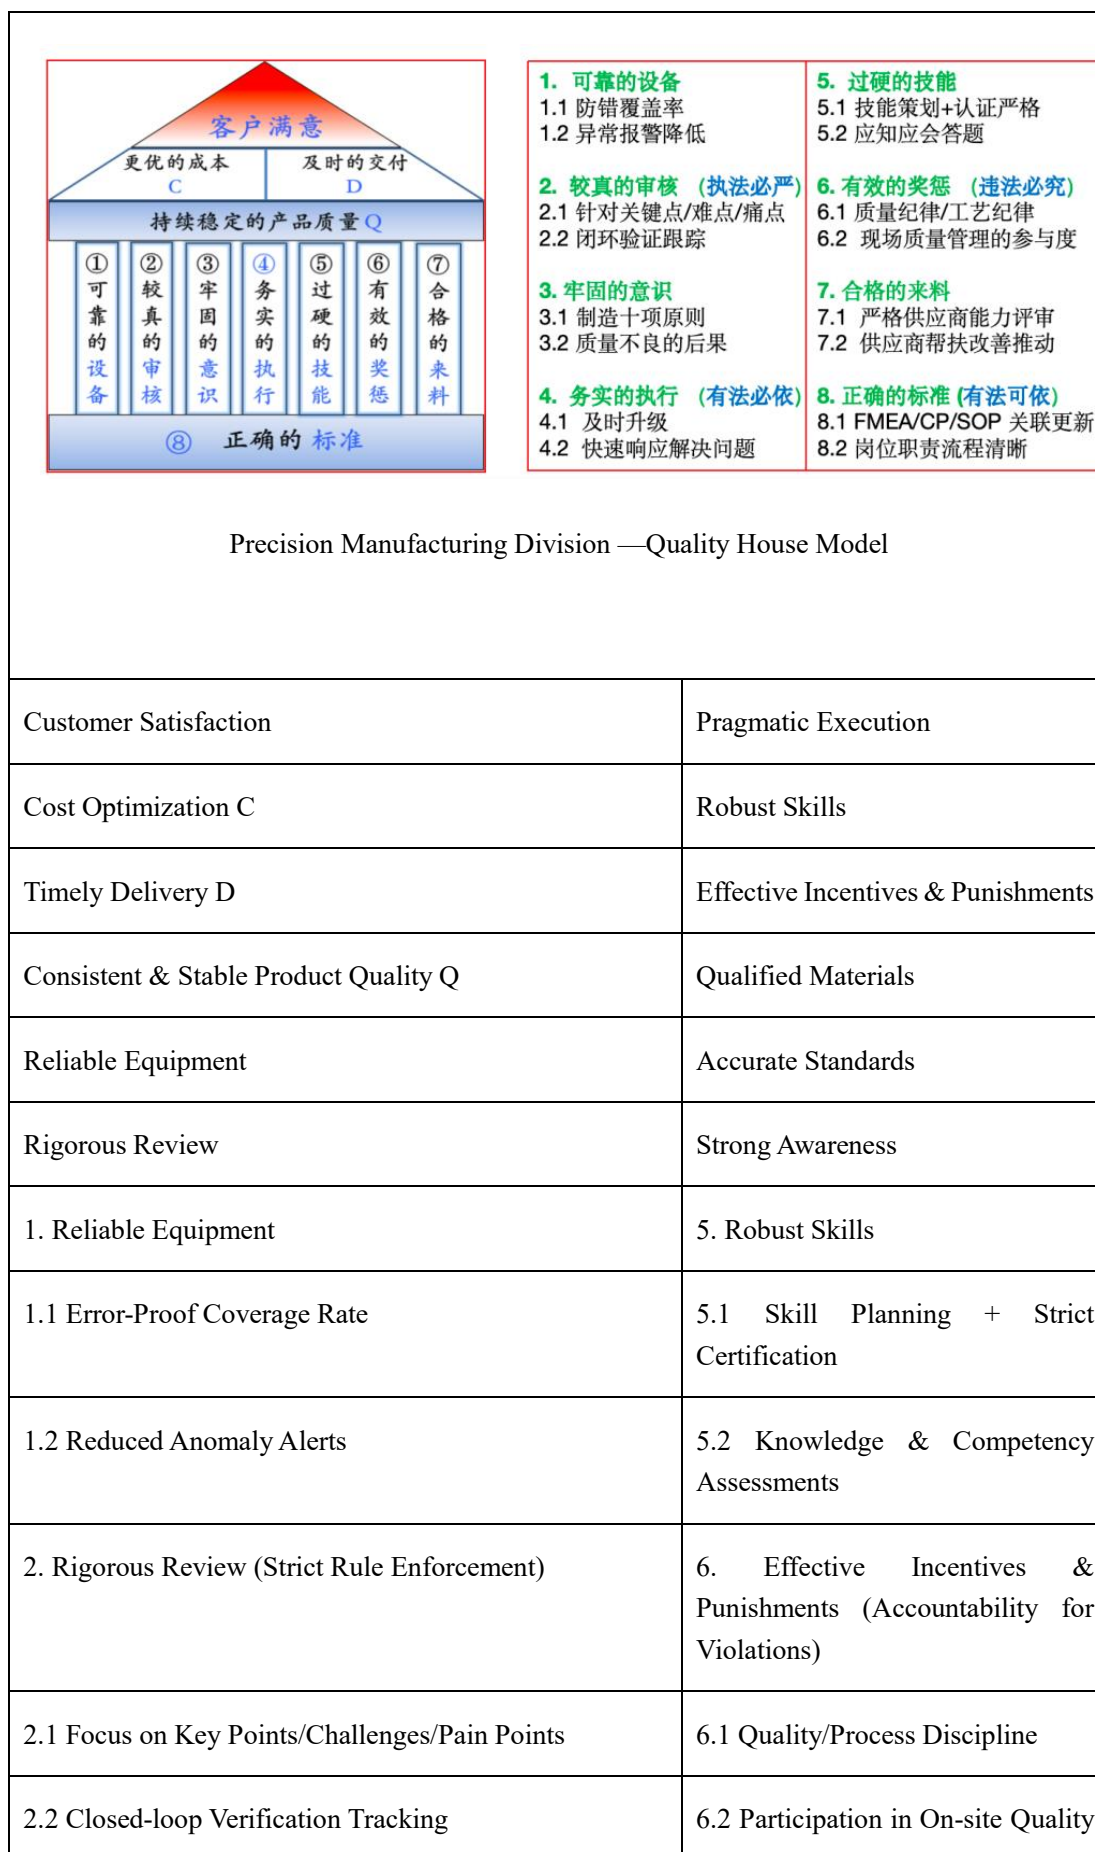 客户满意
更优的成本
C
及时的交付
D
持续稳定的产品质量Q
①可靠的设备
②较真的审核
③牢固的意识
④务实的执行
⑤过硬的技能
⑥有效的奖惩
⑦合格的来料
⑧ 正确的 标准
1. 可靠的设备
1.1 防错覆盖率
1.2 异常报警降低
2. 较真的审核 (执法必严)
2.1 针对关键点/难点/痛点
2.2 闭环验证跟踪
3. 牢固的意识
3.1 制造十项原则
3.2 质量不良的后果
4. 务实的执行 (有法必依)
4.1 及时升级
4.2 快速响应解决问题
5. 过硬的技能
5.1 技能策划+认证严格
5.2 应知应会答题
6. 有效的奖惩 (违法必究)
6.1 质量纪律/工艺纪律
6.2 现场质量管理的参与度
7. 合格的来料
7.1 严格供应商能力评审
7.2 供应商帮扶改善推动
8. 正确的标准 (有法可依)
8.1 FMEA/CP/SOP 关联更新
8.2 岗位职责流程清晰
Precision Manufacturing Division —Quality House Model
Customer Satisfaction
Pragmatic Execution
Cost Optimization C
Robust Skills
Timely Delivery D
Effective Incentives & Punishments
Consistent & Stable Product Quality Q
Qualified Materials
Reliable Equipment
Accurate Standards
Rigorous Review
Strong Awareness
1. Reliable Equipment
5. Robust Skills
1.1 Error-Proof Coverage Rate
5.1 Skill Planning + Strict
Certification
1.2 Reduced Anomaly Alerts
5.2 Knowledge & Competency
Assessments
2. Rigorous Review (Strict Rule Enforcement)
6. Effective Incentives &
Punishments (Accountability for
Violations)
2.1 Focus on Key Points/Challenges/Pain Points
6.1 Quality/Process Discipline
2.2 Closed-loop Verification Tracking
6.2 Participation in On-site Quality